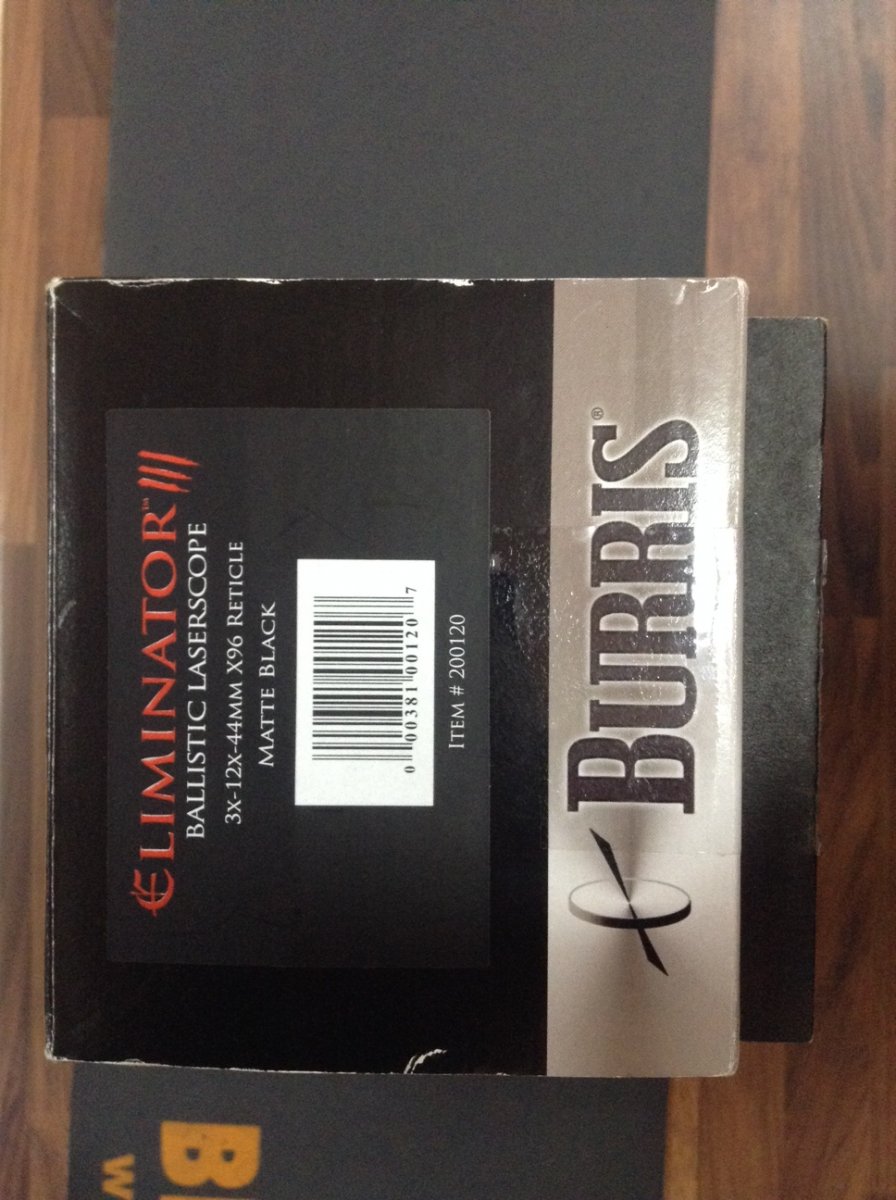 ELIMINATOR™ III
BALLISTIC LASERSCOPE
3X-12X-44MM X96 RETICLE
MATTE BLACK
0 00381 00120 7
ITEM # 200120
BURRIS®
B
W